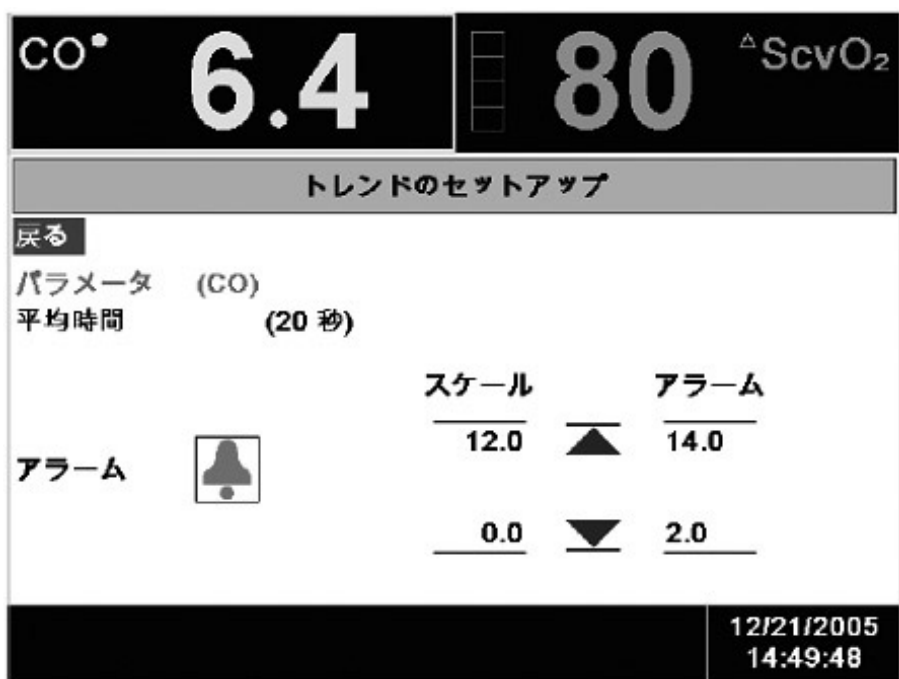 CO• 6.4 80 △ScvO₂
トレンドのセットアップ
戻る
パラメータ (CO)
平均時間 (20 秒)
スケール アラーム
12.0 14.0
アラーム
0.0 2.0
12/21/2005
14:49:48